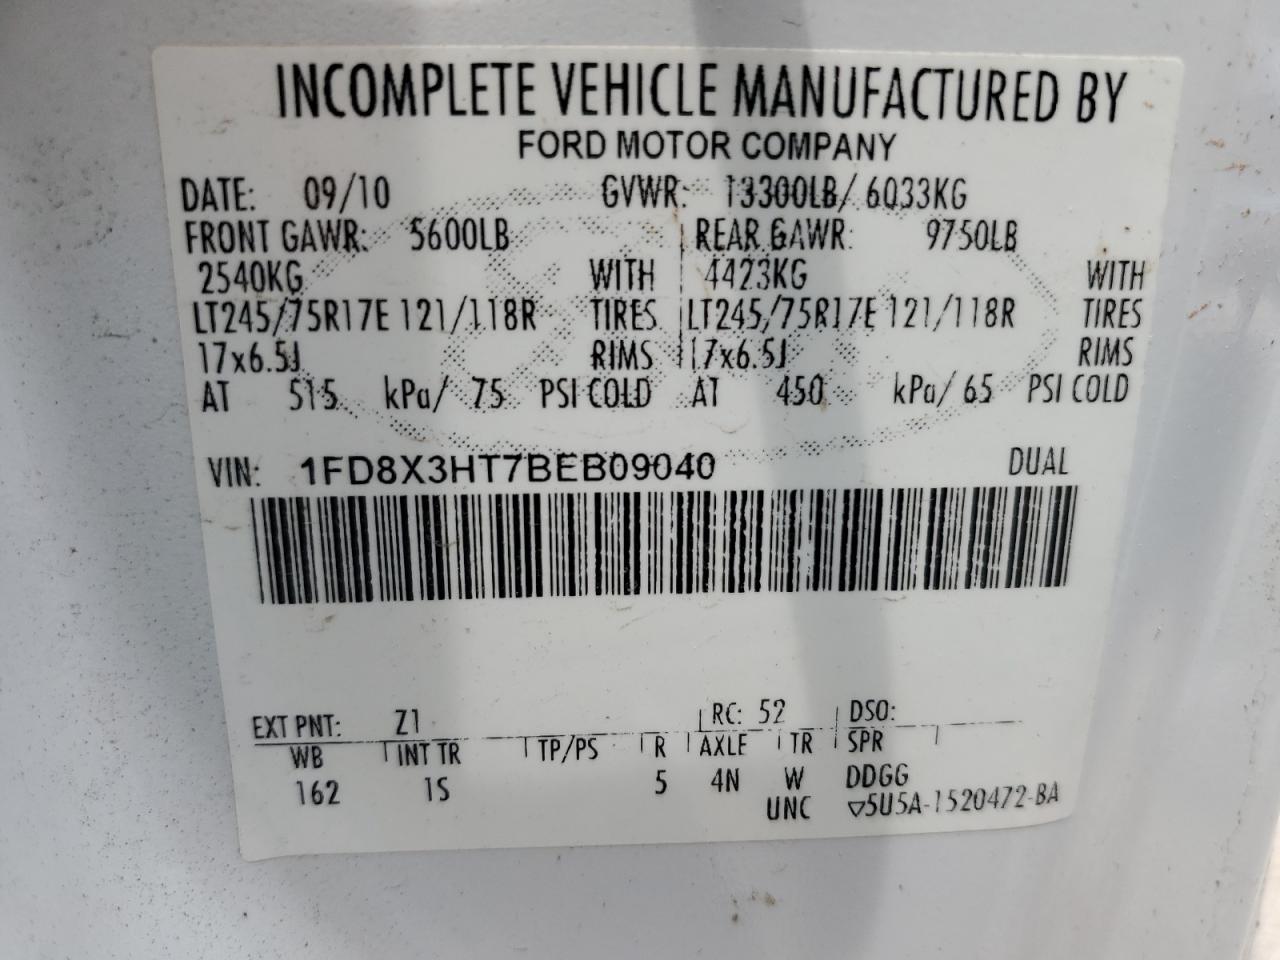 INCOMPLETE VEHICLE MANUFACTURED BY
FORD MOTOR COMPANY
DATE: 09/10 GVWR: 13300LB/ 6033KG
FRONT GAWR: 5600LB REAR GAWR: 9750LB
2540KG WITH 4423KG WITH
LT245/75R17E 121/118R TIRES LT245/75R17E 121/118R TIRES
17x6.5J RIMS 17x6.5J RIMS
AT 515 kPa/ 75 PSI COLD AT 450 kPa/ 65 PSI COLD
VIN: 1FD8X3HT7BEB09040 DUAL
EXT PNT: Z1 RC: 52 DSO:
WB INT TR TP/PS R AXLE TR SPR
162 1S 5 4N W DDGG
UNC ▽5U5A-1520472-BA